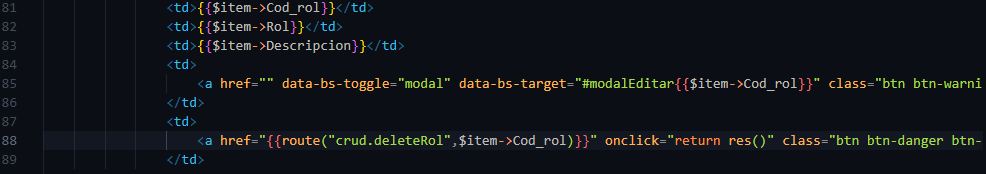 81 <td>{{$item->Cod_rol}}</td>
82 <td>{{$item->Rol}}</td>
83 <td>{{$item->Descripcion}}</td>
84 <td>
85 <a href="" data-bs-toggle="modal" data-bs-target="#modalEditar{{$item->Cod_rol}}" class="btn btn-warni
86 </td>
87 <td>
88 <a href="{{route("crud.deleteRol",$item->Cod_rol)}}" onclick="return res()" class="btn btn-danger btn-
89 </td>